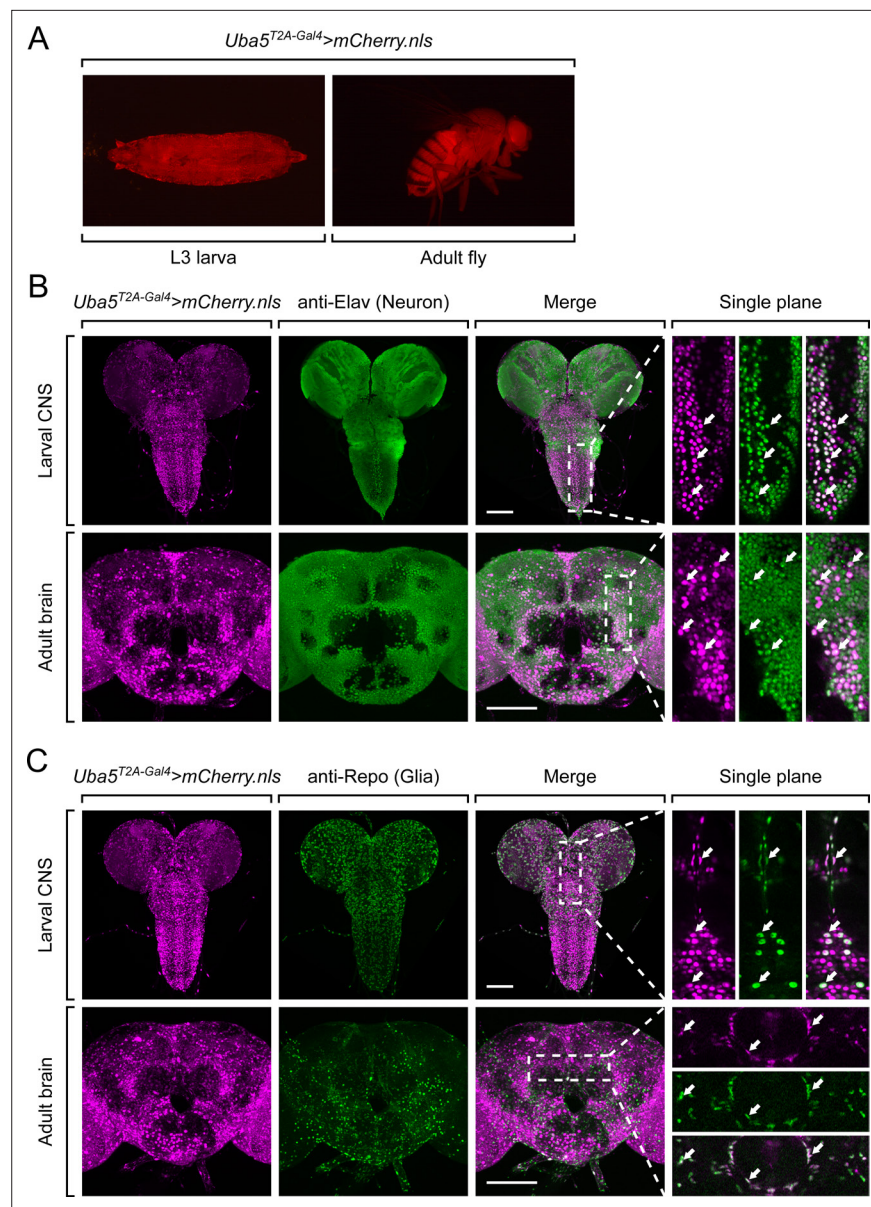 A
Uba5T2A-Gal4>mCherry.nls
L3 larva
Adult fly
B
Uba5T2A-Gal4>mCherry.nls
anti-Elav (Neuron)
Merge
Single plane
Larval CNS
Adult brain
C
Uba5T2A-Gal4>mCherry.nls
anti-Repo (Glia)
Merge
Single plane
Larval CNS
Adult brain